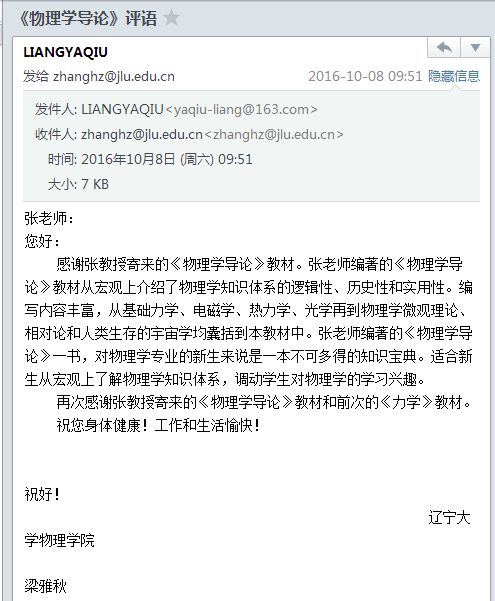 《物理学导论》评语
LIANGYAQIU
发给 zhanghz@jlu.edu.cn 2016-10-08 09:51 隐藏信息
发件人: LIANGYAQIU<yaqiu-liang@163.com>
收件人: zhanghz@jlu.edu.cn<zhanghz@jlu.edu.cn>
时间: 2016年10月8日 (周六) 09:51
大小: 7 KB
张老师：
您好：
感谢张教授寄来的《物理学导论》教材。张老师编著的《物理学导
论》教材从宏观上介绍了物理学知识体系的逻辑性、历史性和实用性。编
写内容丰富，从基础力学、电磁学、热力学、光学再到物理学微观理论、
相对论和人类生存的宇宙学均囊括到本教材中。张老师编著的《物理学导
论》一书，对物理学专业的新生来说是一本不可多得的知识宝典。适合新
生从宏观上了解物理学知识体系，调动学生对物理学的学习兴趣。
再次感谢张教授寄来的《物理学导论》教材和前次的《力学》教材。
祝您身体健康！工作和生活愉快！
祝好！
辽宁大
学物理学院
梁雅秋